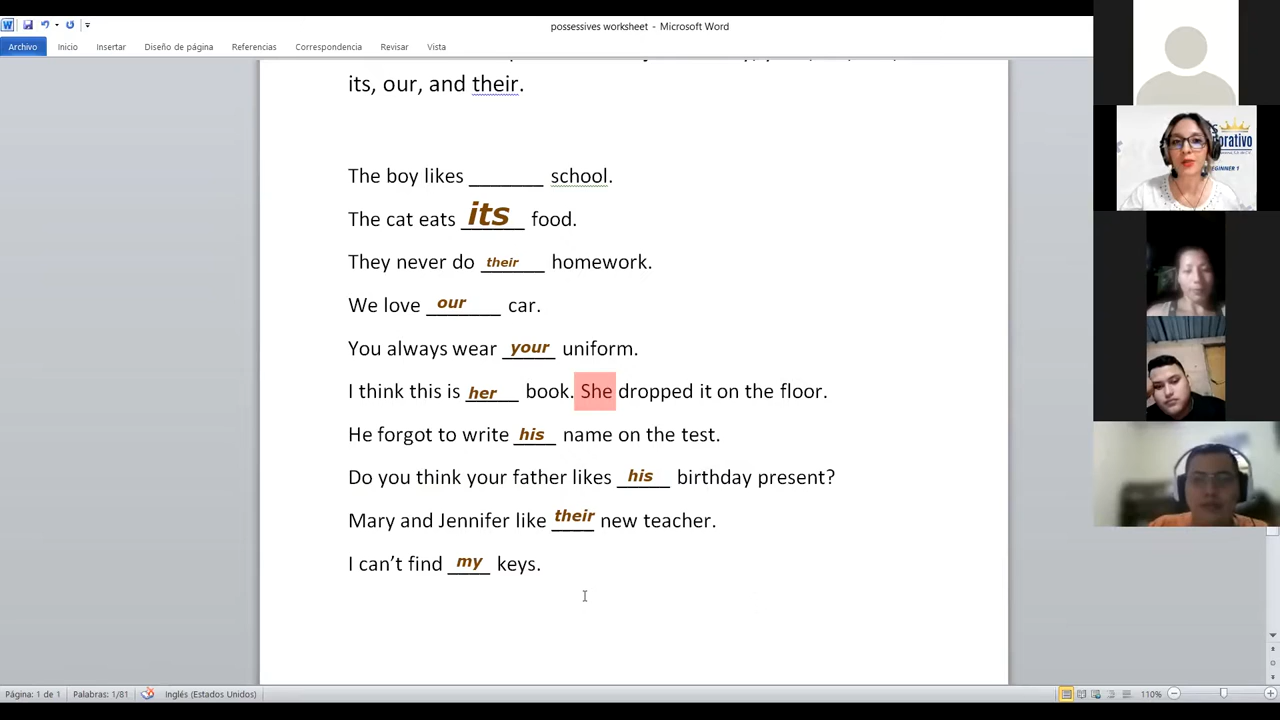 possessives worksheet - Microsoft Word
Archivo Inicio Insertar Diseño de página Referencias Correspondencia Revisar Vista
its, our, and their.
The boy likes _______ school.
The cat eats its food.
They never do their homework.
We love our car.
You always wear your uniform.
I think this is her book. She dropped it on the floor.
He forgot to write his name on the test.
Do you think your father likes his birthday present?
Mary and Jennifer like their new teacher.
I can't find my keys.
Página: 1 de 1 Palabras: 1/81 Inglés (Estados Unidos) 110%